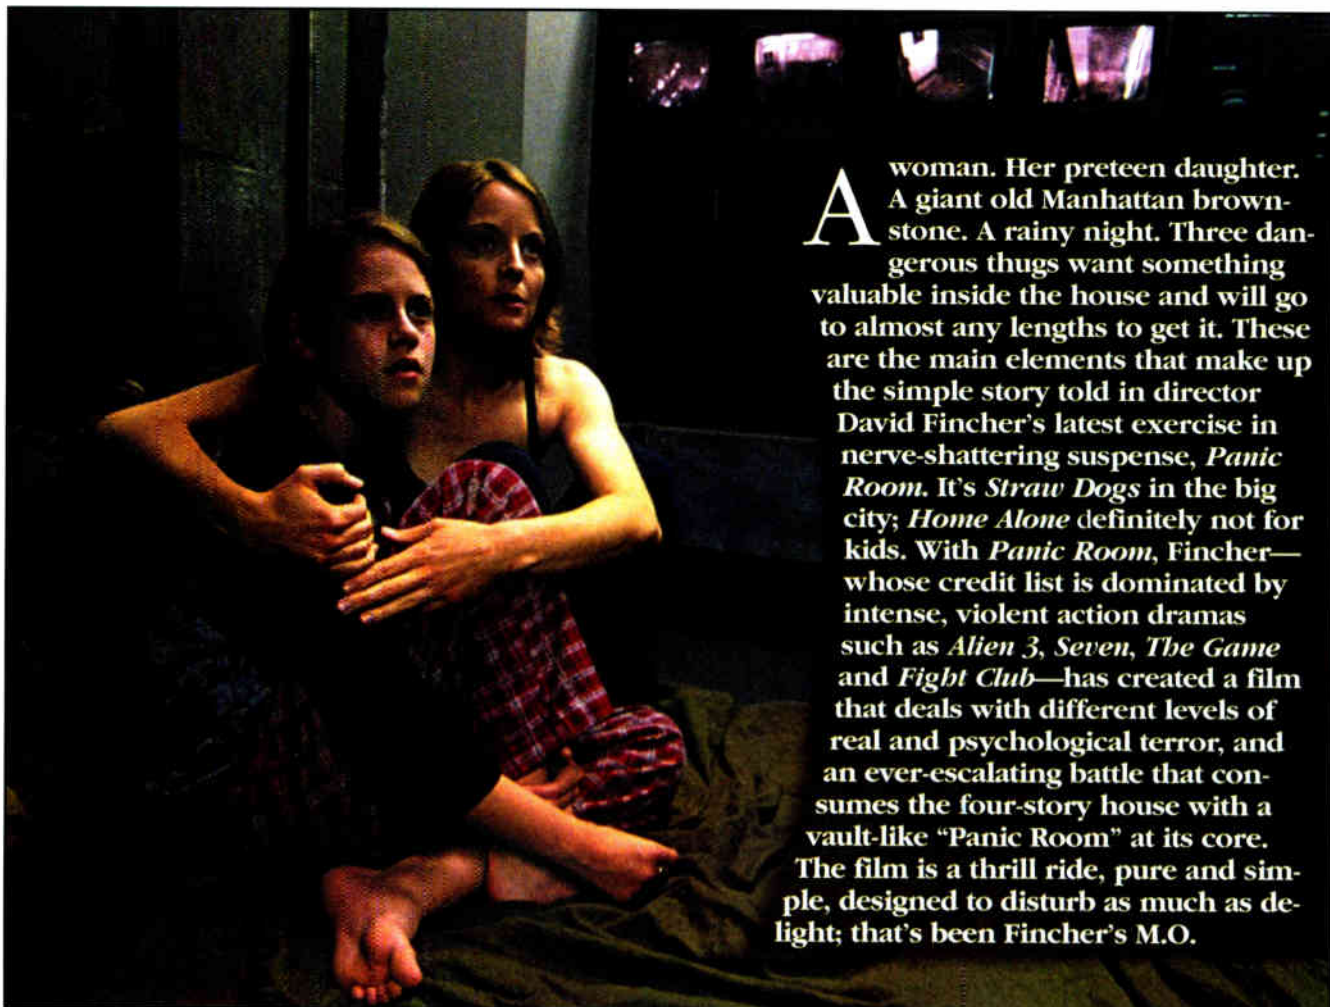 A woman. Her preteen daughter.
A giant old Manhattan brown-
stone. A rainy night. Three dan-
gerous thugs want something
valuable inside the house and will go
to almost any lengths to get it. These
are the main elements that make up
the simple story told in director
David Fincher's latest exercise in
nerve-shattering suspense, Panic
Room. It's Straw Dogs in the big
city; Home Alone definitely not for
kids. With Panic Room, Fincher—
whose credit list is dominated by
intense, violent action dramas
such as Alien 3, Seven, The Game
and Fight Club—has created a film
that deals with different levels of
real and psychological terror, and
an ever-escalating battle that con-
sumes the four-story house with a
vault-like “Panic Room” at its core.
The film is a thrill ride, pure and sim-
ple, designed to disturb as much as de-
light; that's been Fincher's M.O.